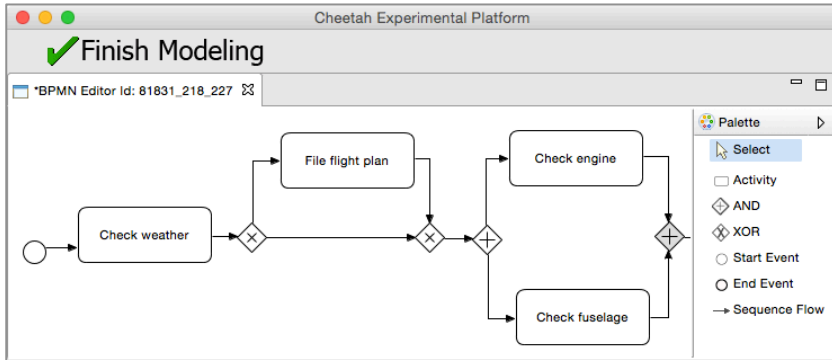 Cheetah Experimental Platform
Finish Modeling
*BPMN Editor Id: 81831_218_227
Palette
Select
Activity
AND
XOR
Start Event
End Event
Sequence Flow
File flight plan
Check engine
Check weather
Check fuselage